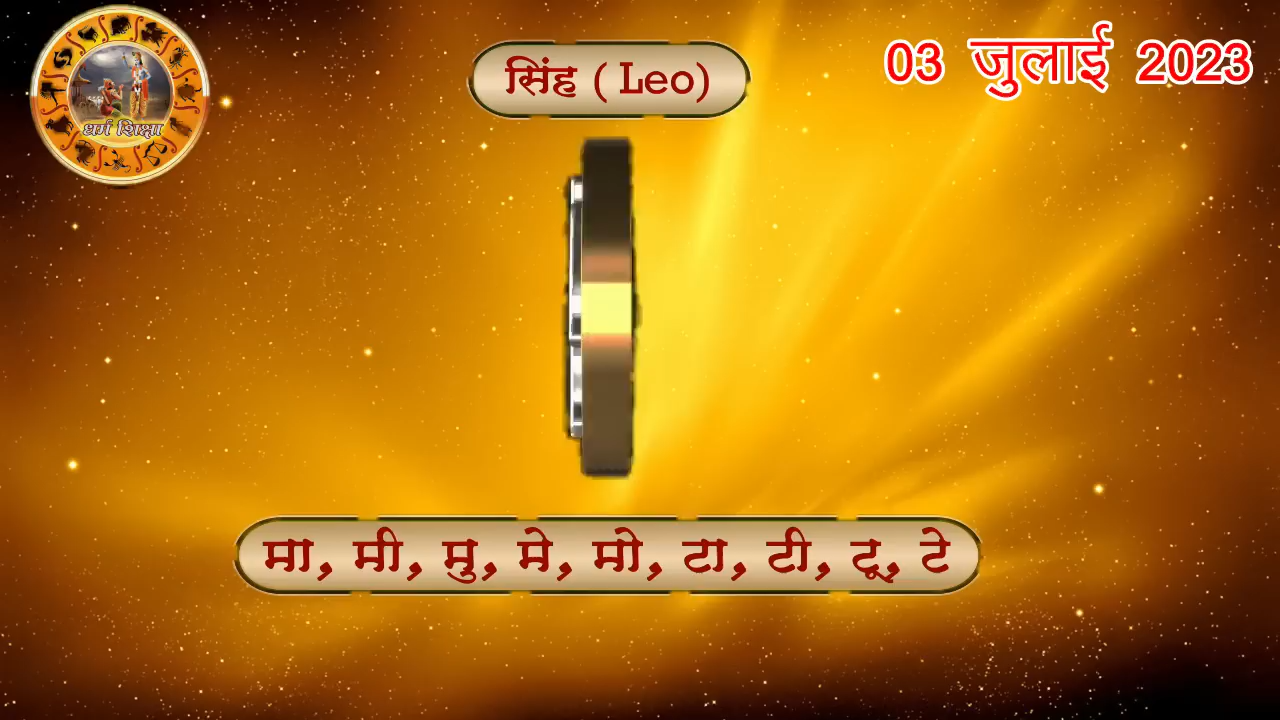 धर्म शिक्षा
सिंह ( Leo)
03 जुलाई 2023
मा, मी, मु, मे, मो, टा, टी, टू, टे